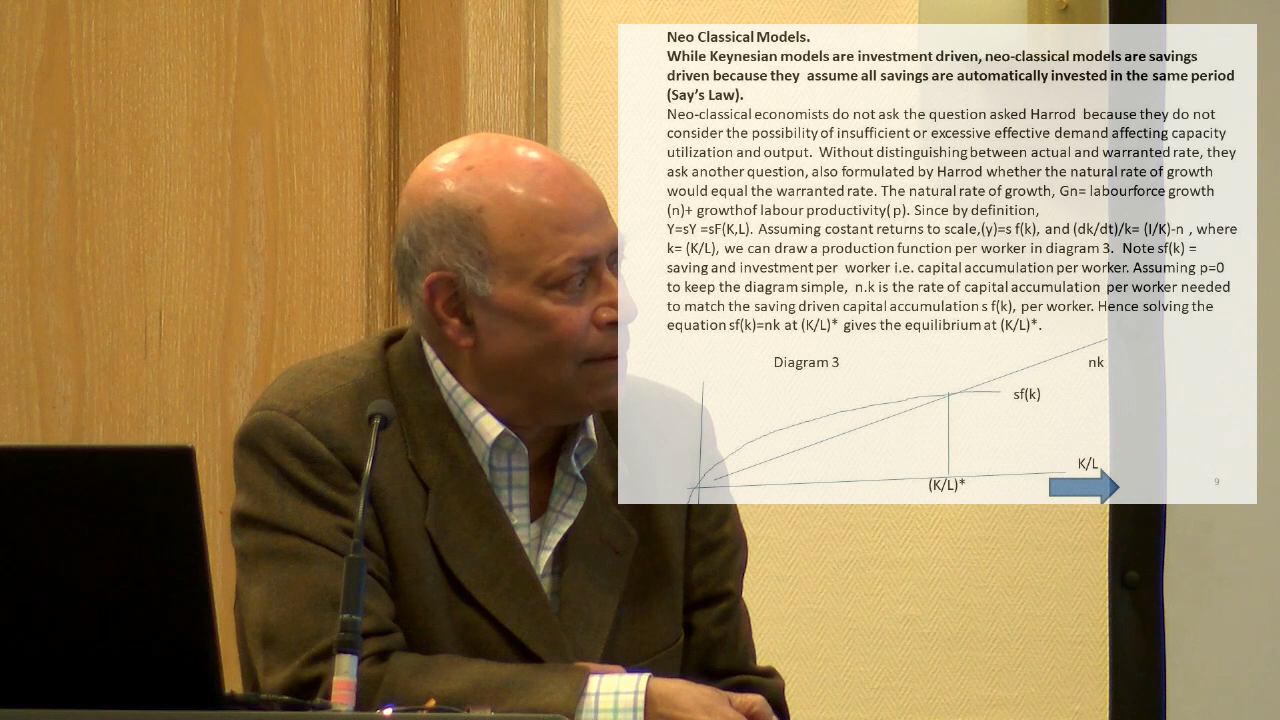 Neo Classical Models.
While Keynesian models are investment driven, neo-classical models are savings
driven because they assume all savings are automatically invested in the same period
(Say's Law).
Neo-classical economists do not ask the question asked Harrod because they do not
consider the possibility of insufficient or excessive effective demand affecting capacity
utilization and output. Without distinguishing between actual and warranted rate, they
ask another question, also formulated by Harrod whether the natural rate of growth
would equal the warranted rate. The natural rate of growth, Gn= labourforce growth
(n)+ growthof labour productivity( p). Since by definition,
Y=sY =sF(K,L). Assuming costant returns to scale,(y)=s f(k), and (dk/dt)/k= (I/K)-n , where
k= (K/L), we can draw a production function per worker in diagram 3. Note sf(k) =
saving and investment per worker i.e. capital accumulation per worker. Assuming p=0
to keep the diagram simple, n.k is the rate of capital accumulation per worker needed
to match the saving driven capital accumulation s f(k), per worker. Hence solving the
equation sf(k)=nk at (K/L)* gives the equilibrium at (K/L)*.
Diagram 3
nk
sf(k)
K/L
(K/L)*
9